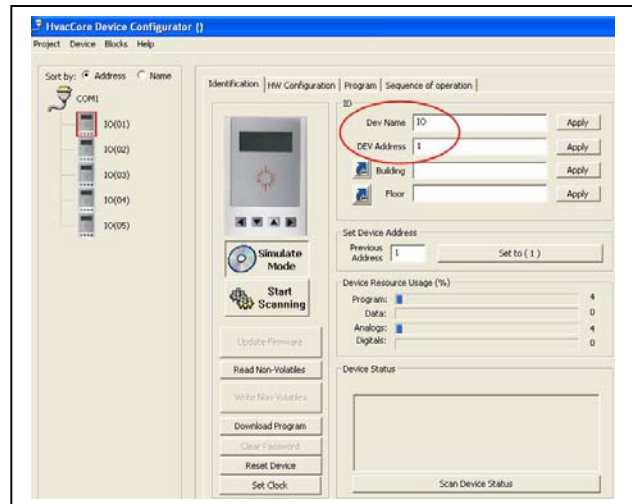 HvacCore Device Configurator ()
Project Device Blocks Help
Sort by: Address Name
COM1
IO(01)
IO(02)
IO(03)
IO(04)
IO(05)
Identification HW Configuration Program Sequence of operation
ID
Dev Name IO Apply
DEV Address 1 Apply
Building Apply
Floor Apply
Simulate
Mode
Start
Scanning
Update Firmware
Read Non-Volatiles
Write Non-Volatiles
Download Program
Clear Password
Reset Device
Set Clock
Set Device Address
Previous
Address 1 Set to ( 1 )
Device Resource Usage (%)
Program: 4
Data: 0
Analogs: 4
Digitals: 0
Device Status
Scan Device Status